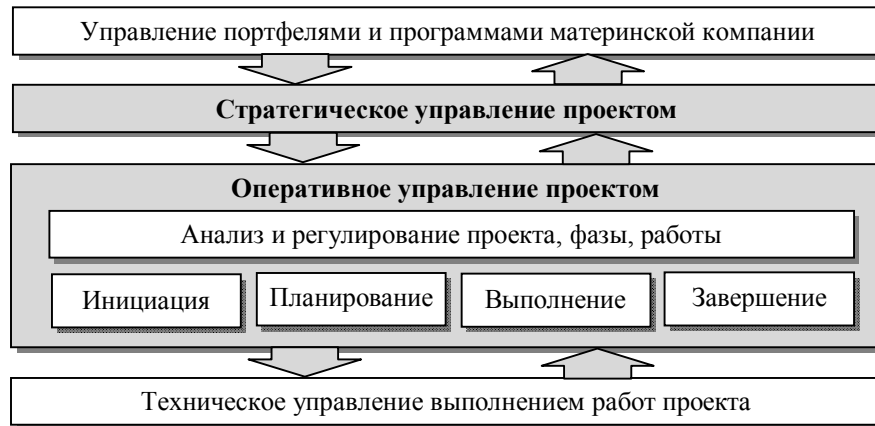 Управление портфелями и программами материнской компании
Стратегическое управление проектом
Оперативное управление проектом
Анализ и регулирование проекта, фазы, работы
Инициация
Планирование
Выполнение
Завершение
Техническое управление выполнением работ проекта